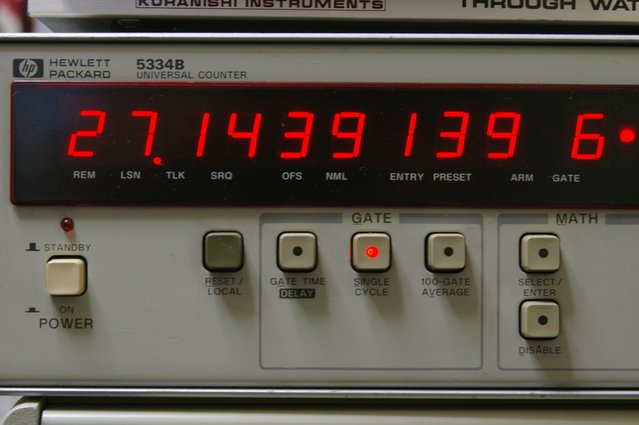 KURANISHI INSTRUMENTS
THROUGH WAT
hp HEWLETT PACKARD
5334B
UNIVERSAL COUNTER
27.1439139 6
REM LSN TLK SRQ OFS NML ENTRY PRESET ARM GATE
STANDBY
ON
POWER
RESET/
LOCAL
GATE
GATE TIME
DELAY
SINGLE
CYCLE
100-GATE
AVERAGE
MATH
SELECT/
ENTER
DISABLE